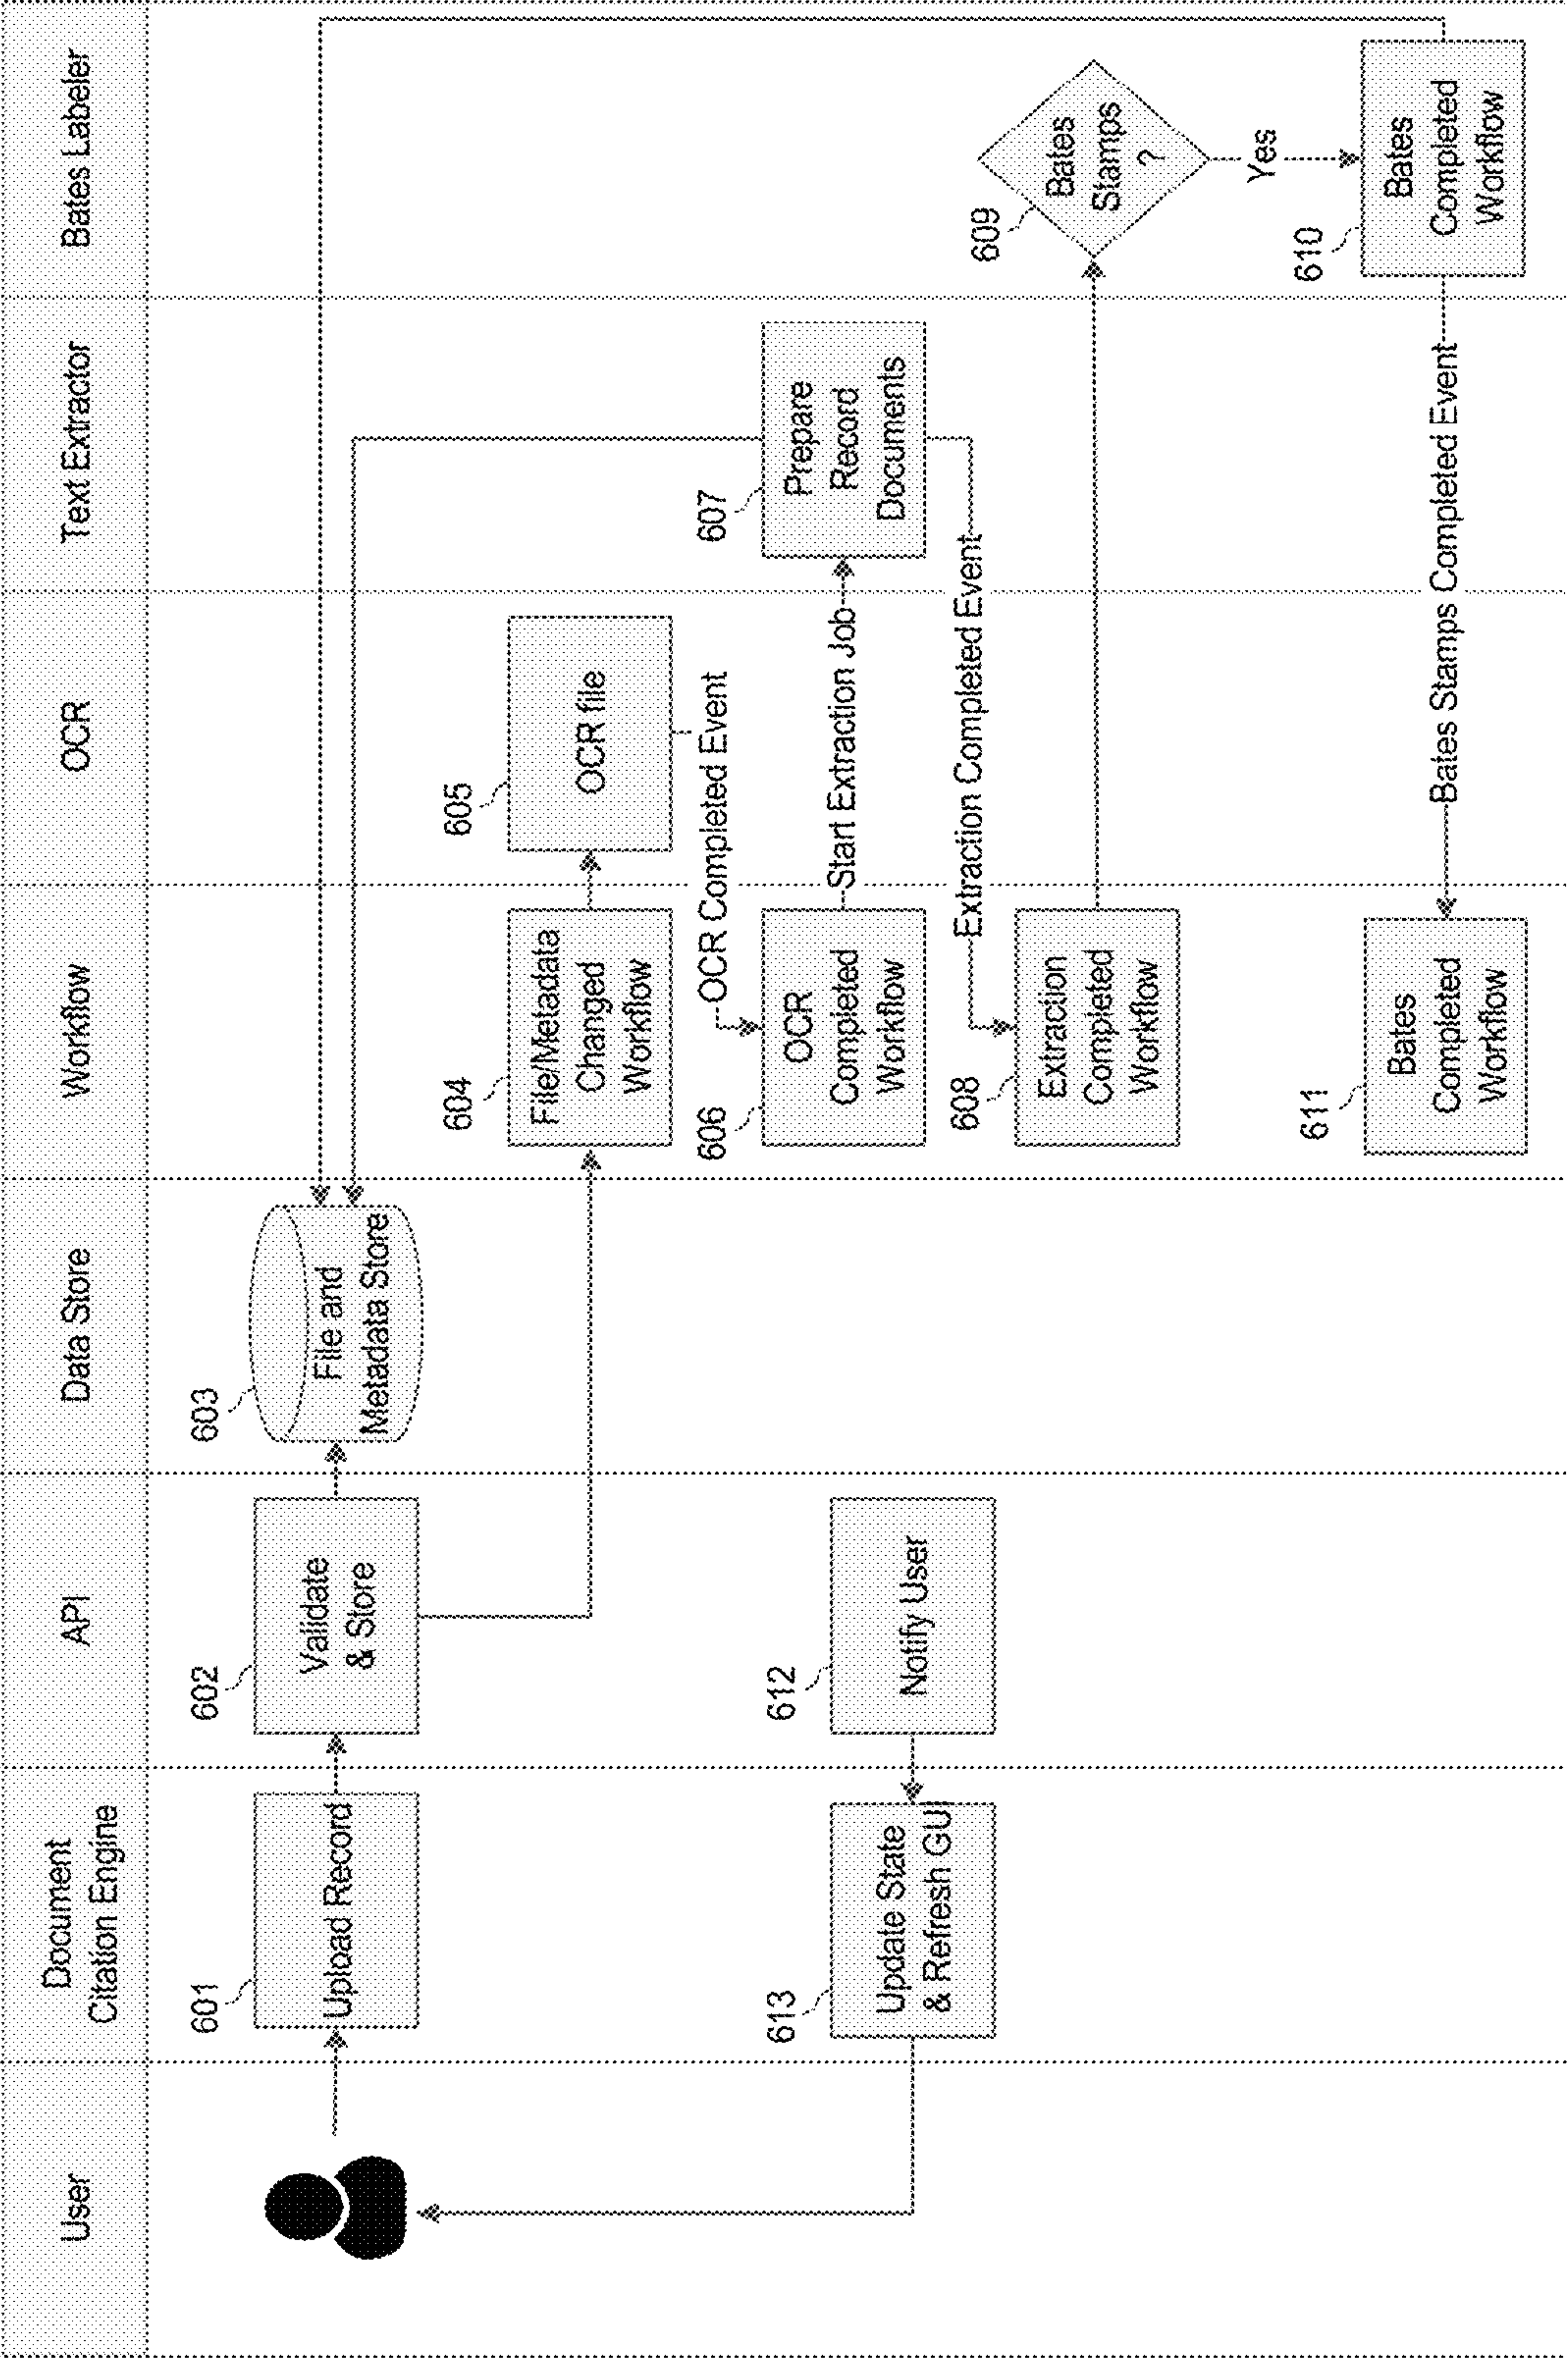 User
Document
Citation Engine
API
Data Store
Workflow
OCR
Text Extractor
Bates Labeler
601
Upload Record
602
Validate
& Store
603
File and
Metadata Store
604
File/Metadata
Changed
Workflow
605
OCR file
OCR Completed Event
606
OCR
Completed
Workflow
Start Extraction Job
607
Prepare
Record
Documents
Extraction Completed Event
608
Extraction
Completed
Workflow
609
Bates
Stamps
?
Yes
610
Bates
Completed
Workflow
Bates Stamps Completed Event
611
Bates
Completed
Workflow
612
Notify User
613
Update State
& Refresh GUI